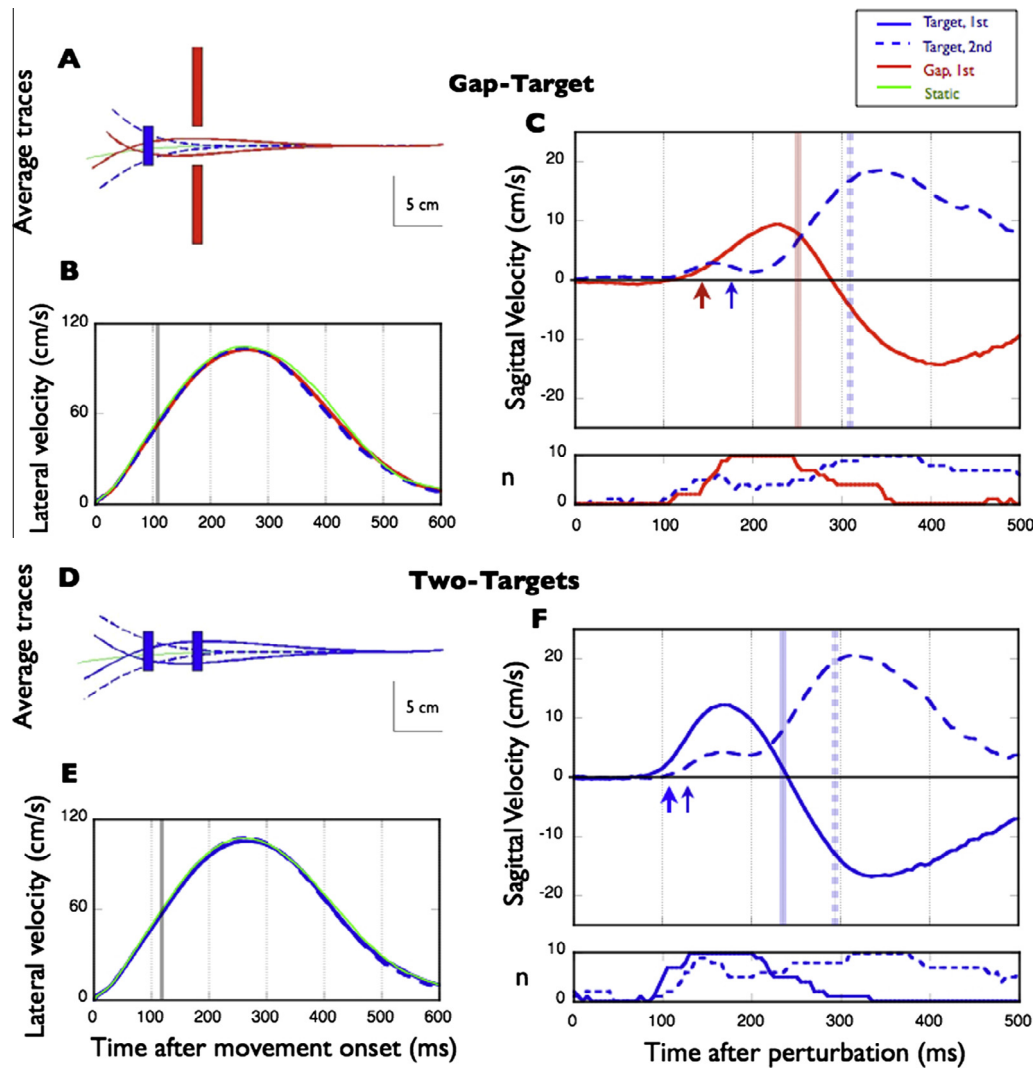 Target, 1st
Target, 2nd
Gap, 1st
Static
Gap-Target
A
Average traces
5 cm
B
Lateral velocity (cm/s)
120
60
0
0 100 200 300 400 500 600
C
Sagittal Velocity (cm/s)
20
10
0
-10
-20
n
10
0
0 100 200 300 400 500
Two-Targets
D
Average traces
5 cm
E
Lateral velocity (cm/s)
120
60
0
0 100 200 300 400 500 600
Time after movement onset (ms)
F
Sagittal Velocity (cm/s)
20
10
0
-10
-20
n
10
0
0 100 200 300 400 500
Time after perturbation (ms)